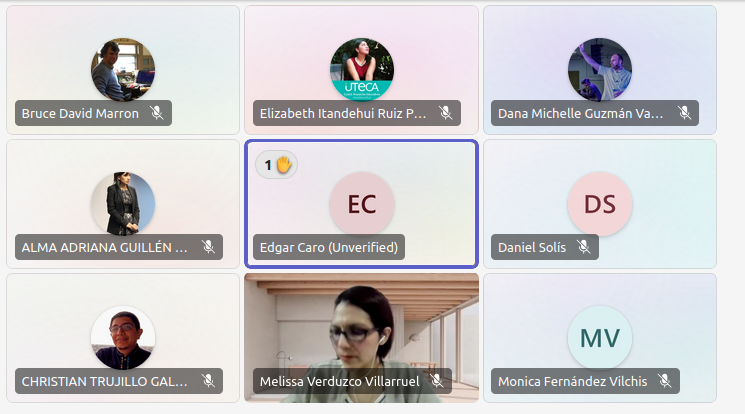 Bruce David Marron
UTECA
Elizabeth Itandehui Ruiz P...
Dana Michelle Guzmán Va...
ALMA ADRIANA GUILLÉN ...
1
EC
Edgar Caro (Unverified)
DS
Daniel Solís
CHRISTIAN TRUJILLO GAL...
Melissa Verduzco Villarruel
MV
Monica Fernández Vilchis